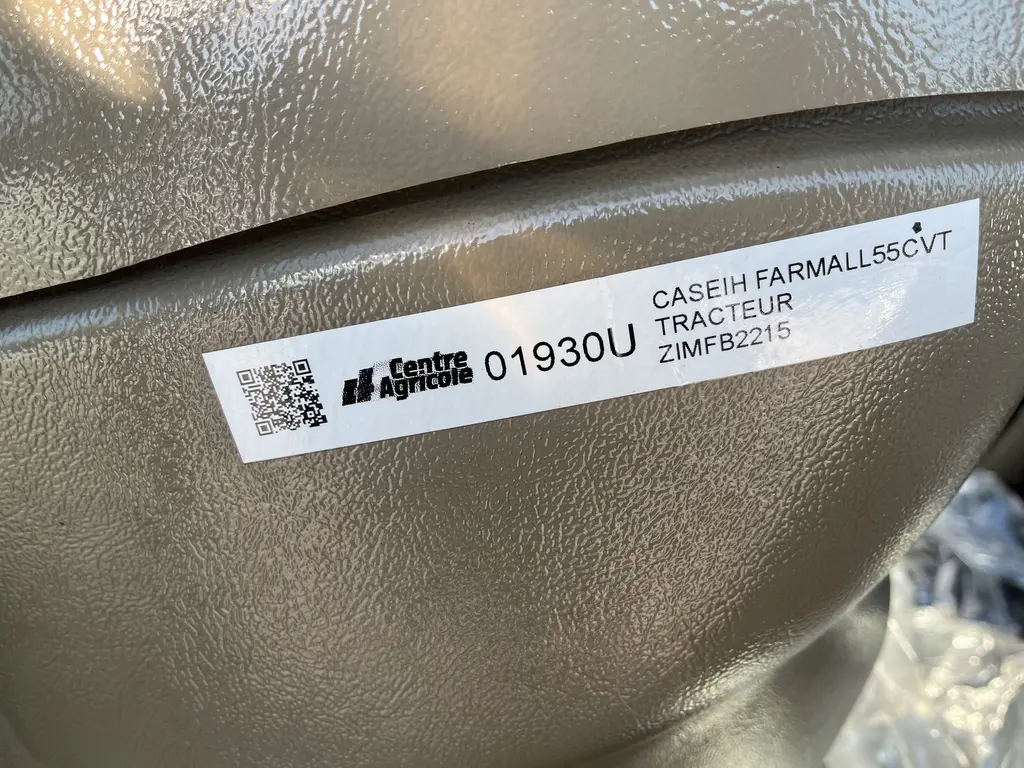 Centre
Agricole
01930U
CASEIH FARMALL55CVT
TRACTEUR
ZIMFB2215